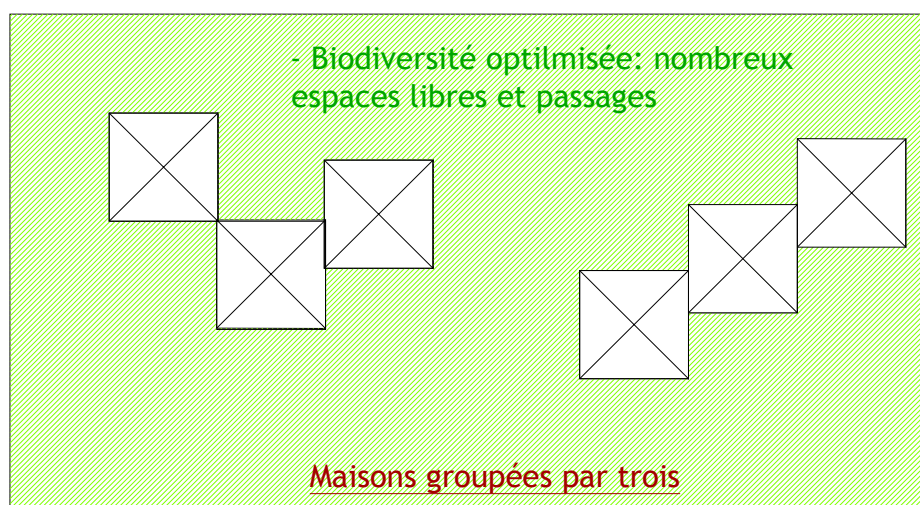 - Biodiversité optilmisée: nombreux
espaces libres et passages
Maisons groupées par trois